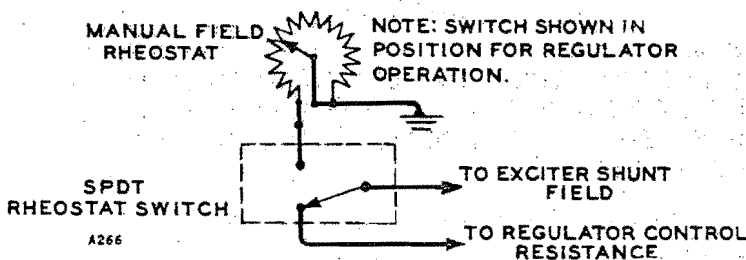 MANUAL FIELD
RHEOSTAT
NOTE: SWITCH SHOWN IN
POSITION FOR REGULATOR
OPERATION.
SPDT
RHEOSTAT SWITCH
A266
TO EXCITER SHUNT
FIELD
TO REGULATOR CONTROL
RESISTANCE